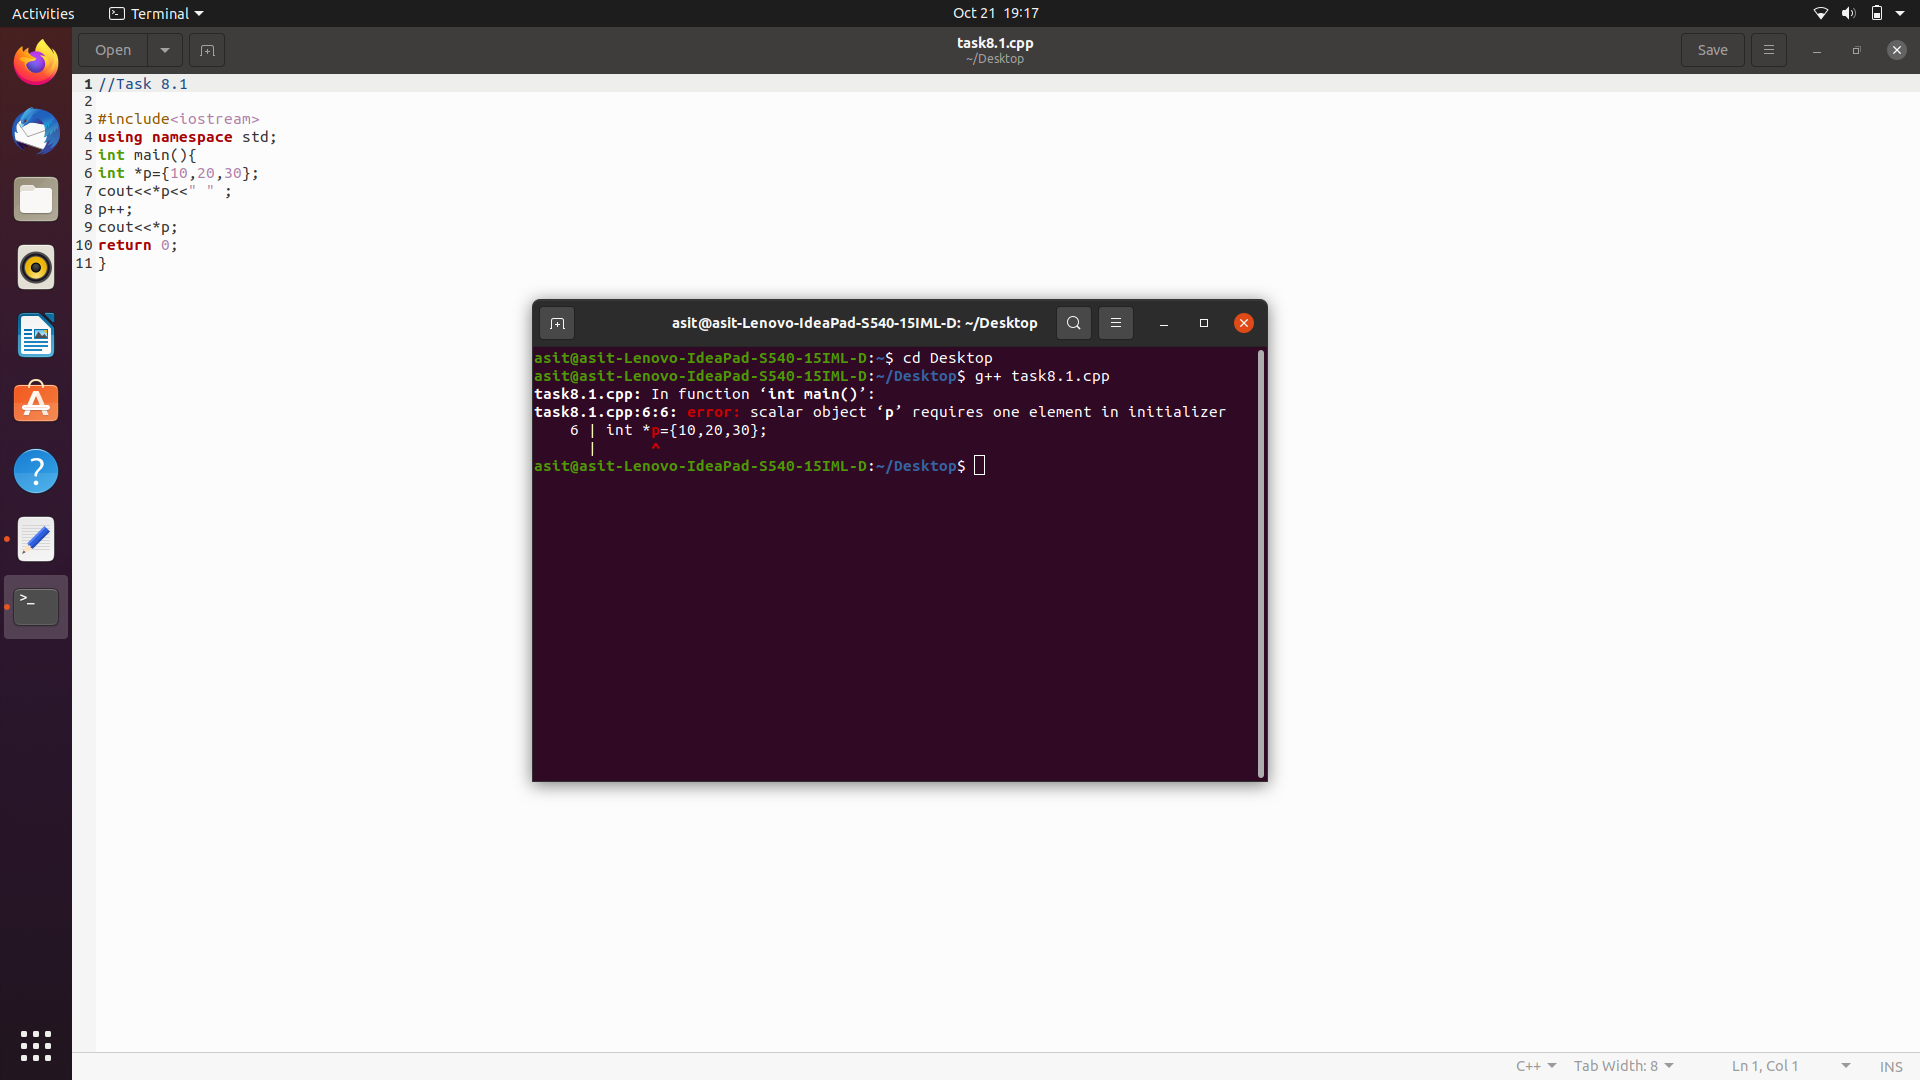 Activities
Terminal
Oct 21 19:17
Open
task8.1.cpp
~/Desktop
Save
1 //Task 8.1
2
3 #include<iostream>
4 using namespace std;
5 int main(){
6 int *p={10,20,30};
7 cout<<*p<<" " ;
8 p++;
9 cout<<*p;
10 return 0;
11 }
asit@asit-Lenovo-IdeaPad-S540-15IML-D: ~/Desktop
asit@asit-Lenovo-IdeaPad-S540-15IML-D:~$ cd Desktop
asit@asit-Lenovo-IdeaPad-S540-15IML-D:~/Desktop$ g++ task8.1.cpp
task8.1.cpp: In function ‘int main()’:
task8.1.cpp:6:6: error: scalar object ‘p’ requires one element in initializer
6 | int *p={10,20,30};
| ^
asit@asit-Lenovo-IdeaPad-S540-15IML-D:~/Desktop$
C++
Tab Width: 8
Ln 1, Col 1
INS